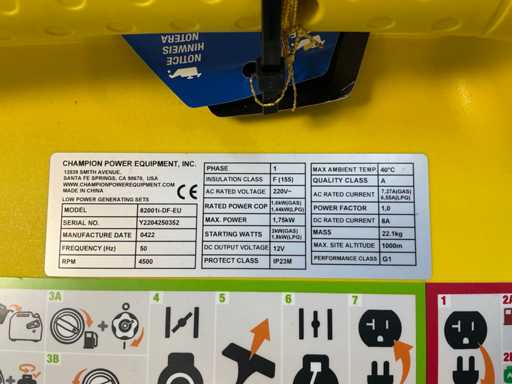 NOTICE
HINWEIS
NOTERA
CHAMPION POWER EQUIPMENT, INC.
12039 SMITH AVENUE,
SANTA FE SPRINGS, CA 90670, USA
WWW.CHAMPIONPOWEREQUIPMENT.COM
MADE IN CHINA
CE
LOW POWER GENERATING SETS
MODEL 82001i-DF-EU
SERIAL NO. Y2204250352
MANUFACTURE DATE 0422
FREQUENCY (Hz) 50
RPM 4500
PHASE 1
INSULATION CLASS F (155)
AC RATED VOLTAGE 220V~
RATED POWER COP 1,6kW(GAS)
1,44kW(LPG)
MAX. POWER 1,75kW
STARTING WATTS 2kW(GAS)
1,8kW(LPG)
DC OUTPUT VOLTAGE 12V
PROTECT CLASS IP23M
MAX AMBIENT TEMP. 40°C
QUALITY CLASS A
AC RATED CURRENT 7,27A(GAS)
6,55A(LPG)
POWER FACTOR 1,0
DC RATED CURRENT 8A
MASS 22.1kg
MAX. SITE ALTITUDE 1000m
PERFORMANCE CLASS G1
3A
4
5
6
7
1
2A
3B
2B